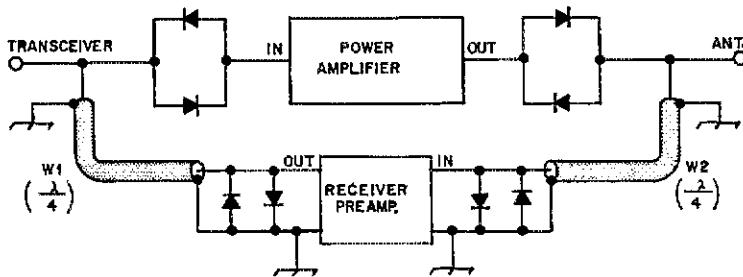 TRANSCEIVER
IN
POWER
AMPLIFIER
OUT
ANT.
W1
(λ/4)
OUT
RECEIVER
PREAMP.
IN
W2
(λ/4)